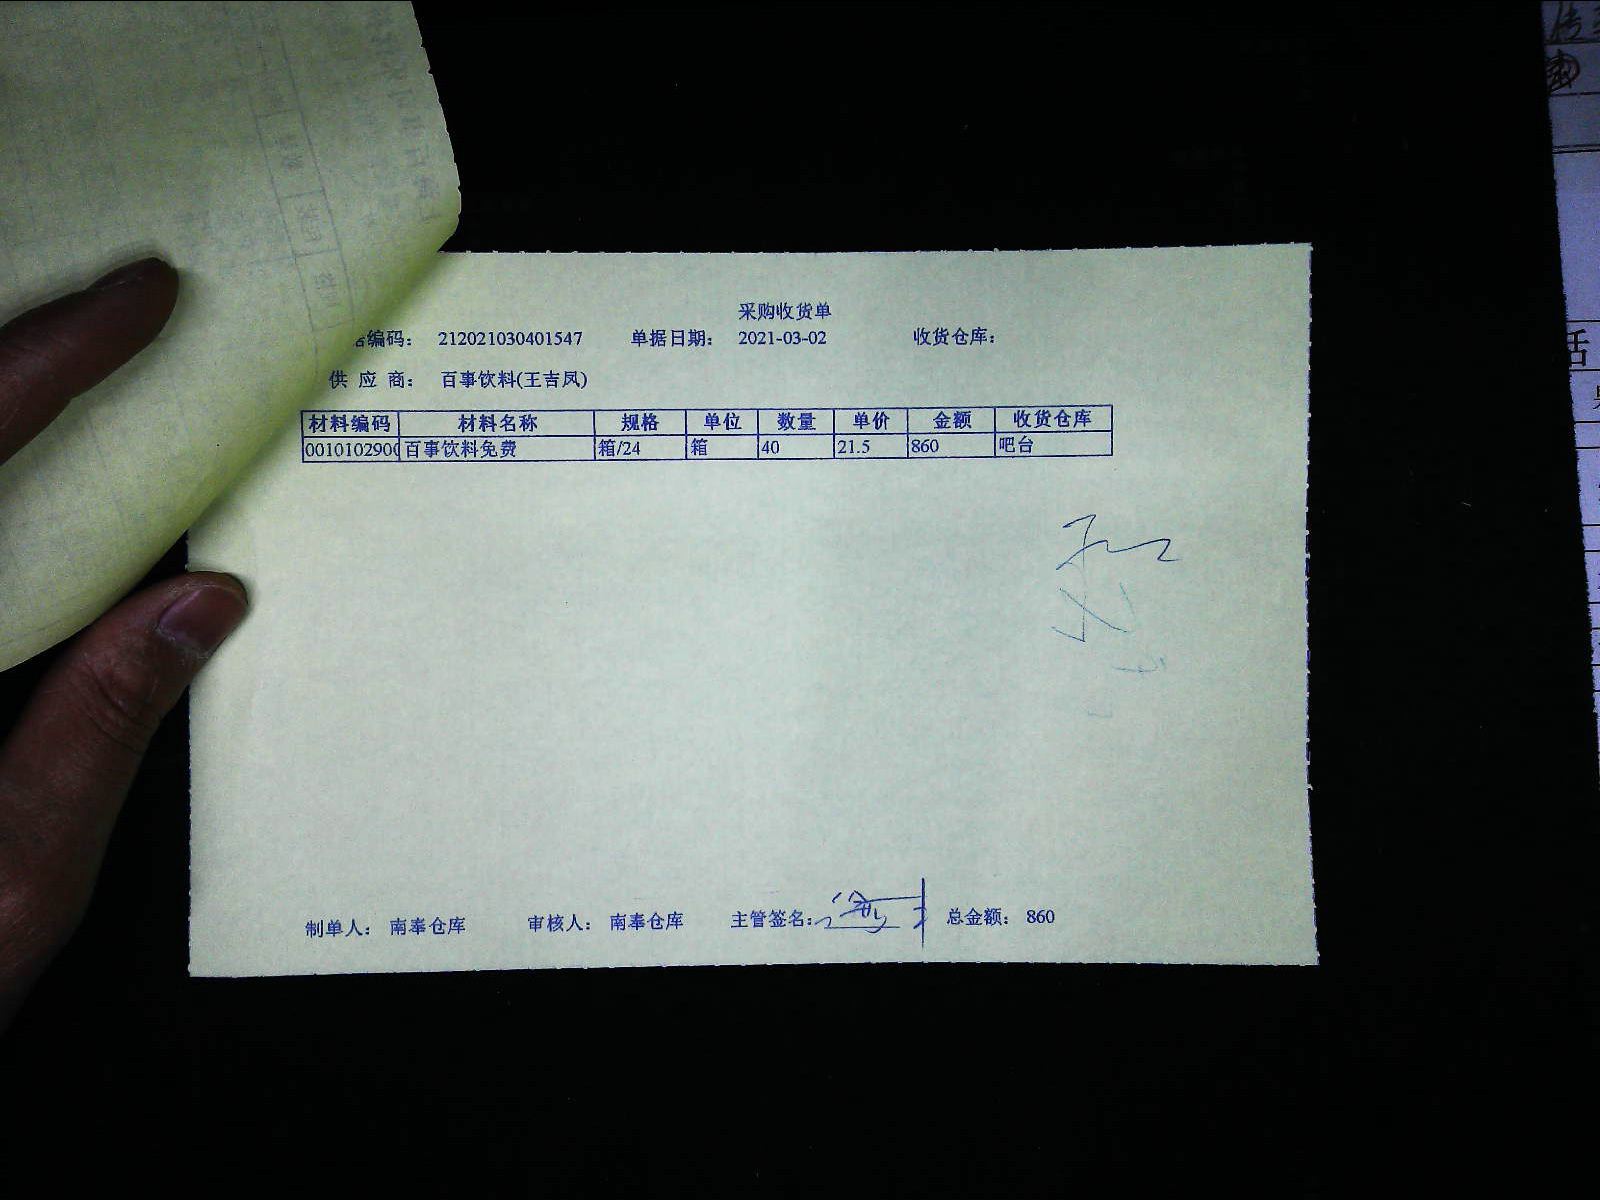 采购收货单
编码： 212021030401547 单据日期： 2021-03-02 收货仓库：
供 应 商： 百事饮料(王吉凤)
材料编码 材料名称 规格 单位 数量 单价 金额 收货仓库
0010102900 百事饮料免费 箱/24 箱 40 21.5 860 吧台
制单人： 南奉仓库 审核人： 南奉仓库 主管签名： 总金额： 860